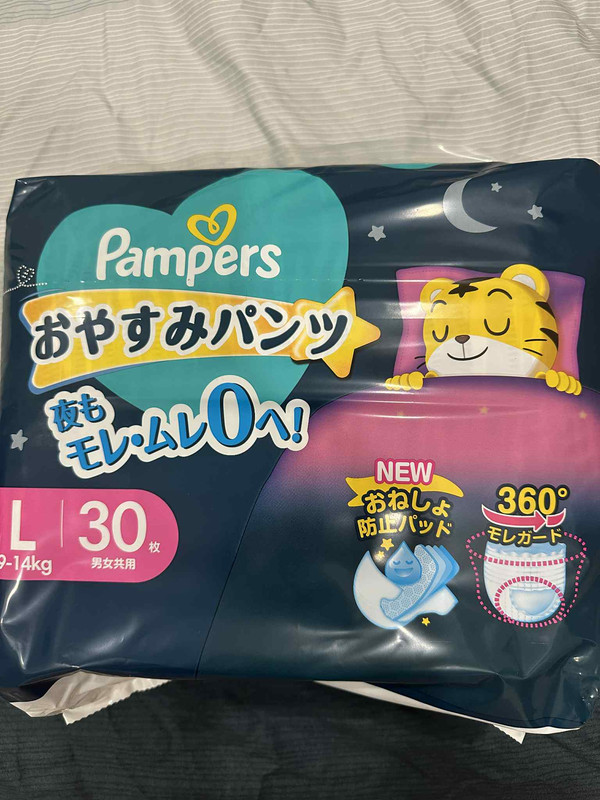 Pampers
おやすみパンツ
夜も
モレ・ムレ0へ!
L
9-14kg
30枚
男女共用
NEW
おねしょ
防止パッド
360°
モレガード